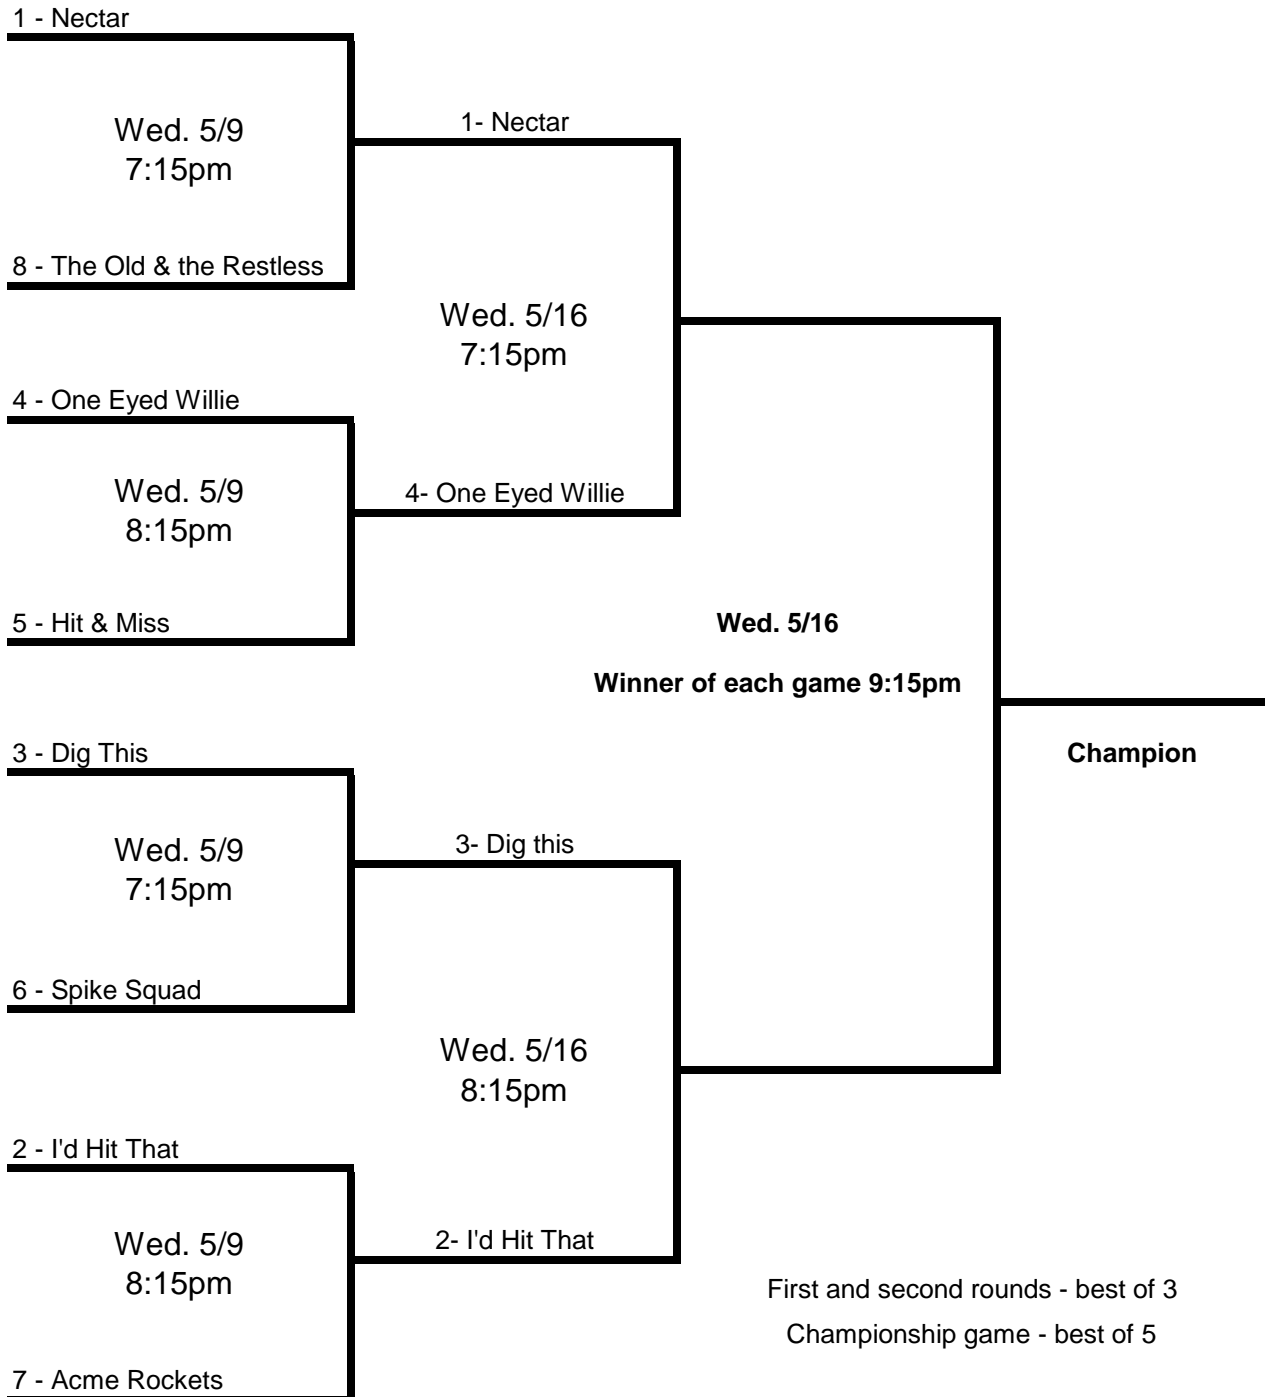 1 - Nectar
Wed. 5/9
7:15pm
1- Nectar
8 - The Old & the Restless
Wed. 5/16
7:15pm
4 - One Eyed Willie
Wed. 5/9
8:15pm
4- One Eyed Willie
5 - Hit & Miss
Wed. 5/16
Winner of each game 9:15pm
3 - Dig This
Champion
Wed. 5/9
7:15pm
3- Dig this
6 - Spike Squad
Wed. 5/16
8:15pm
2 - I'd Hit That
Wed. 5/9
8:15pm
2- I'd Hit That
First and second rounds - best of 3
Championship game - best of 5
7 - Acme Rockets